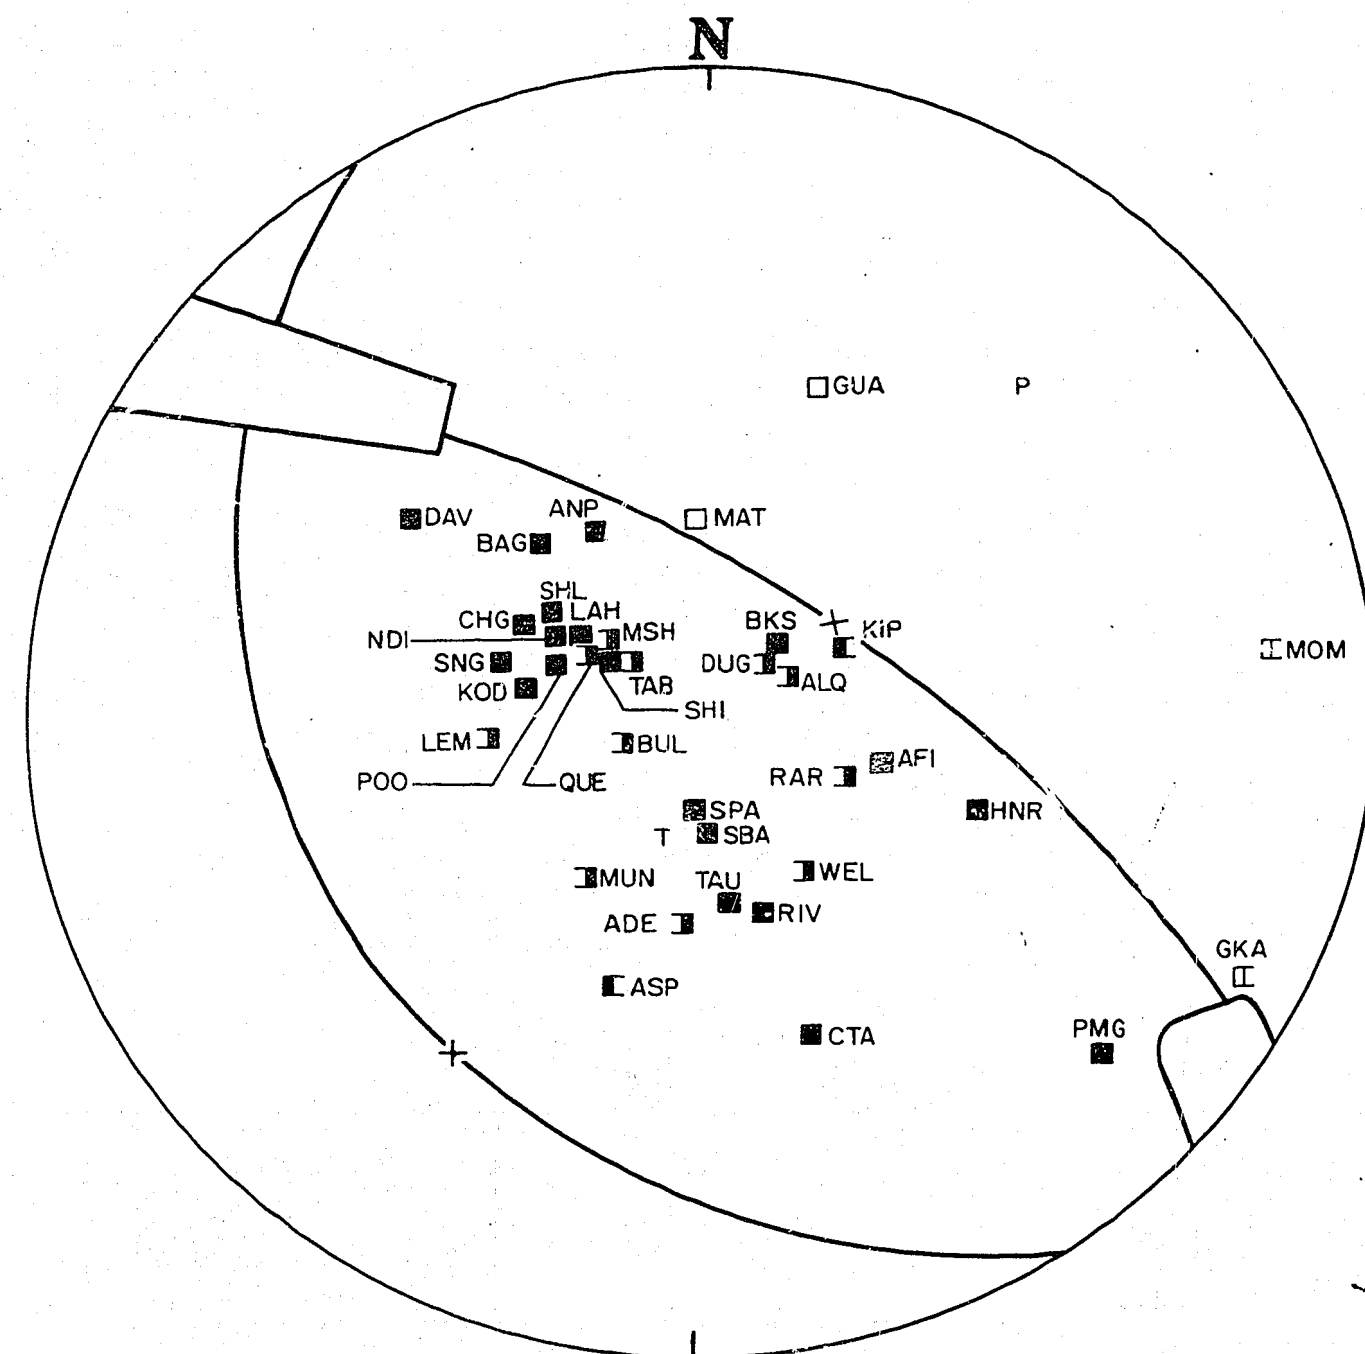 N
GUA
P
DAV
ANP
MAT
BAG
SHL
CHG
LAH
BKS
KiP
NDI
MSH
MOM
SNG
DUG
KOD
TAB
ALQ
SHI
LEM
BUL
AFI
RAR
POO
QUE
SPA
HNR
T
SBA
MUN
TAU
WEL
ADE
RIV
GKA
ASP
PMG
CTA